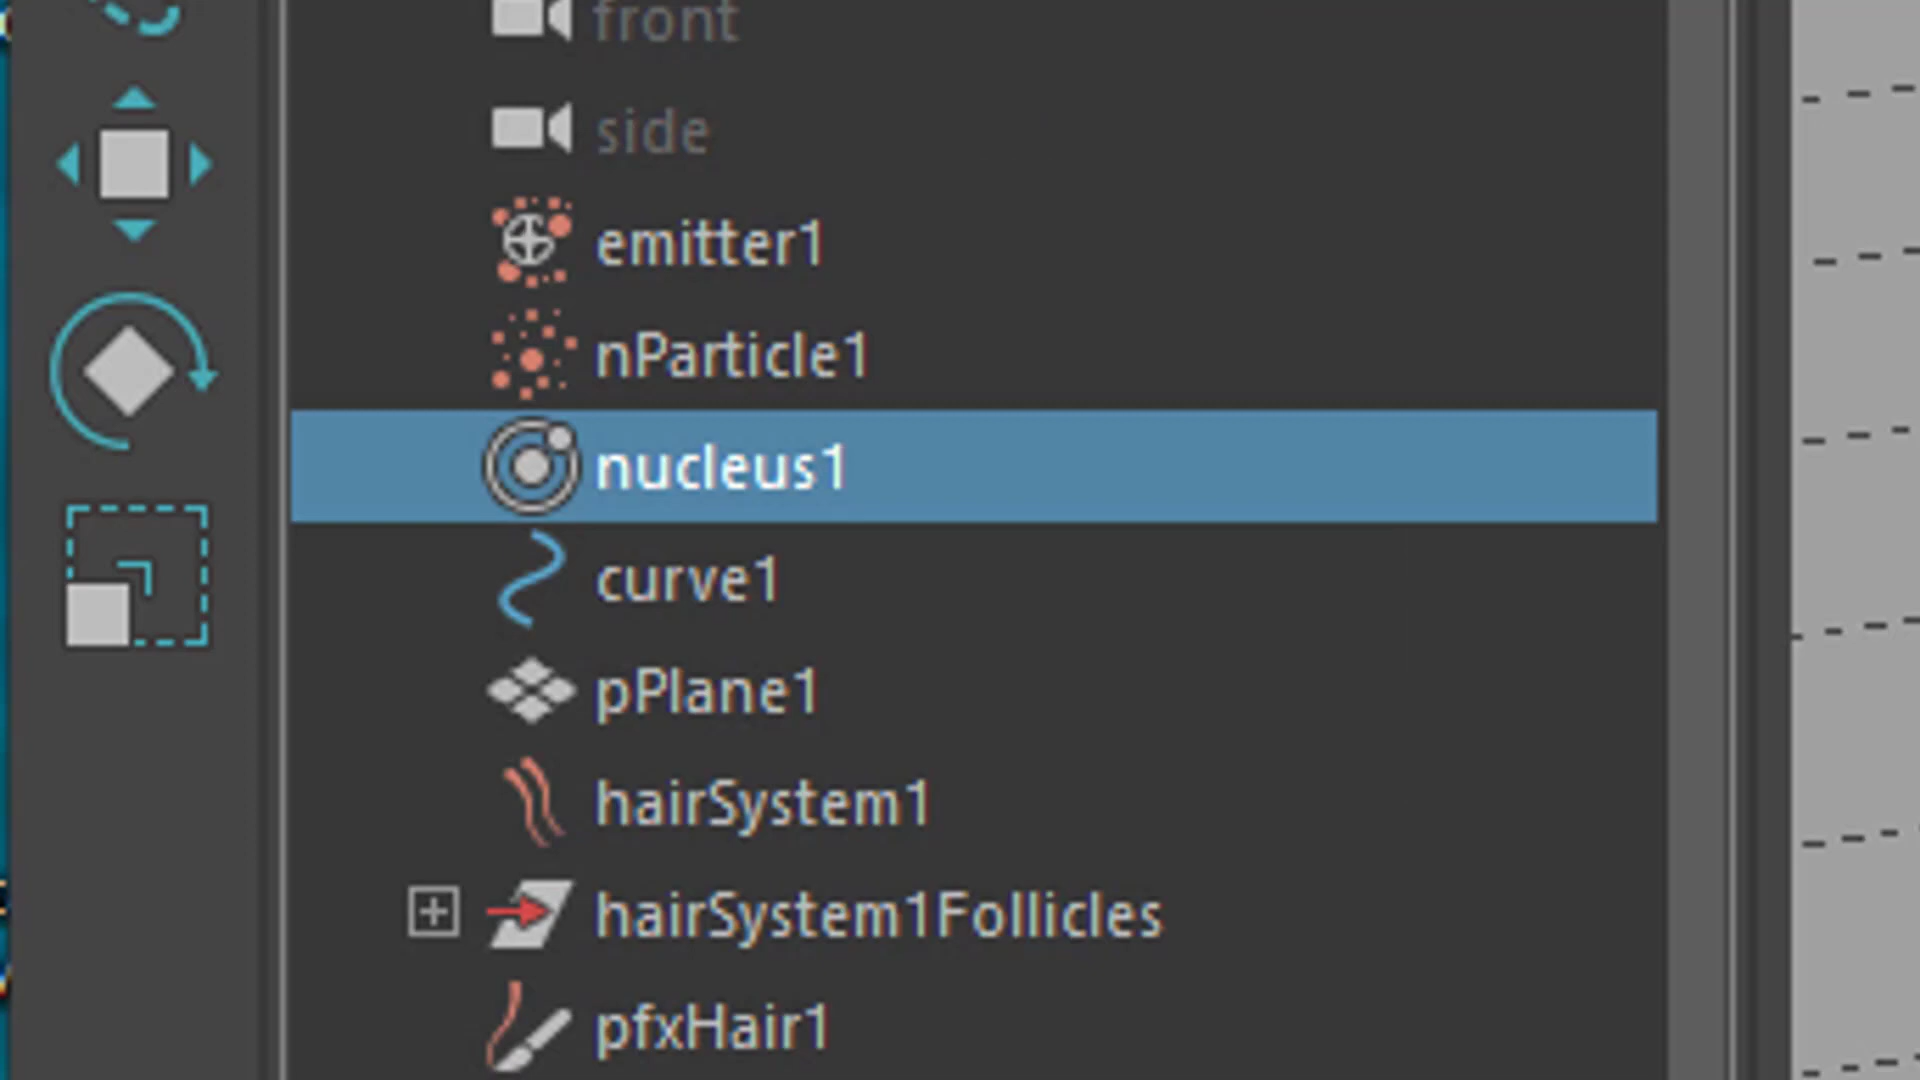 front
side
emitter1
nParticle1
nucleus1
curve1
pPlane1
hairSystem1
hairSystem1Follicles
pfxHair1